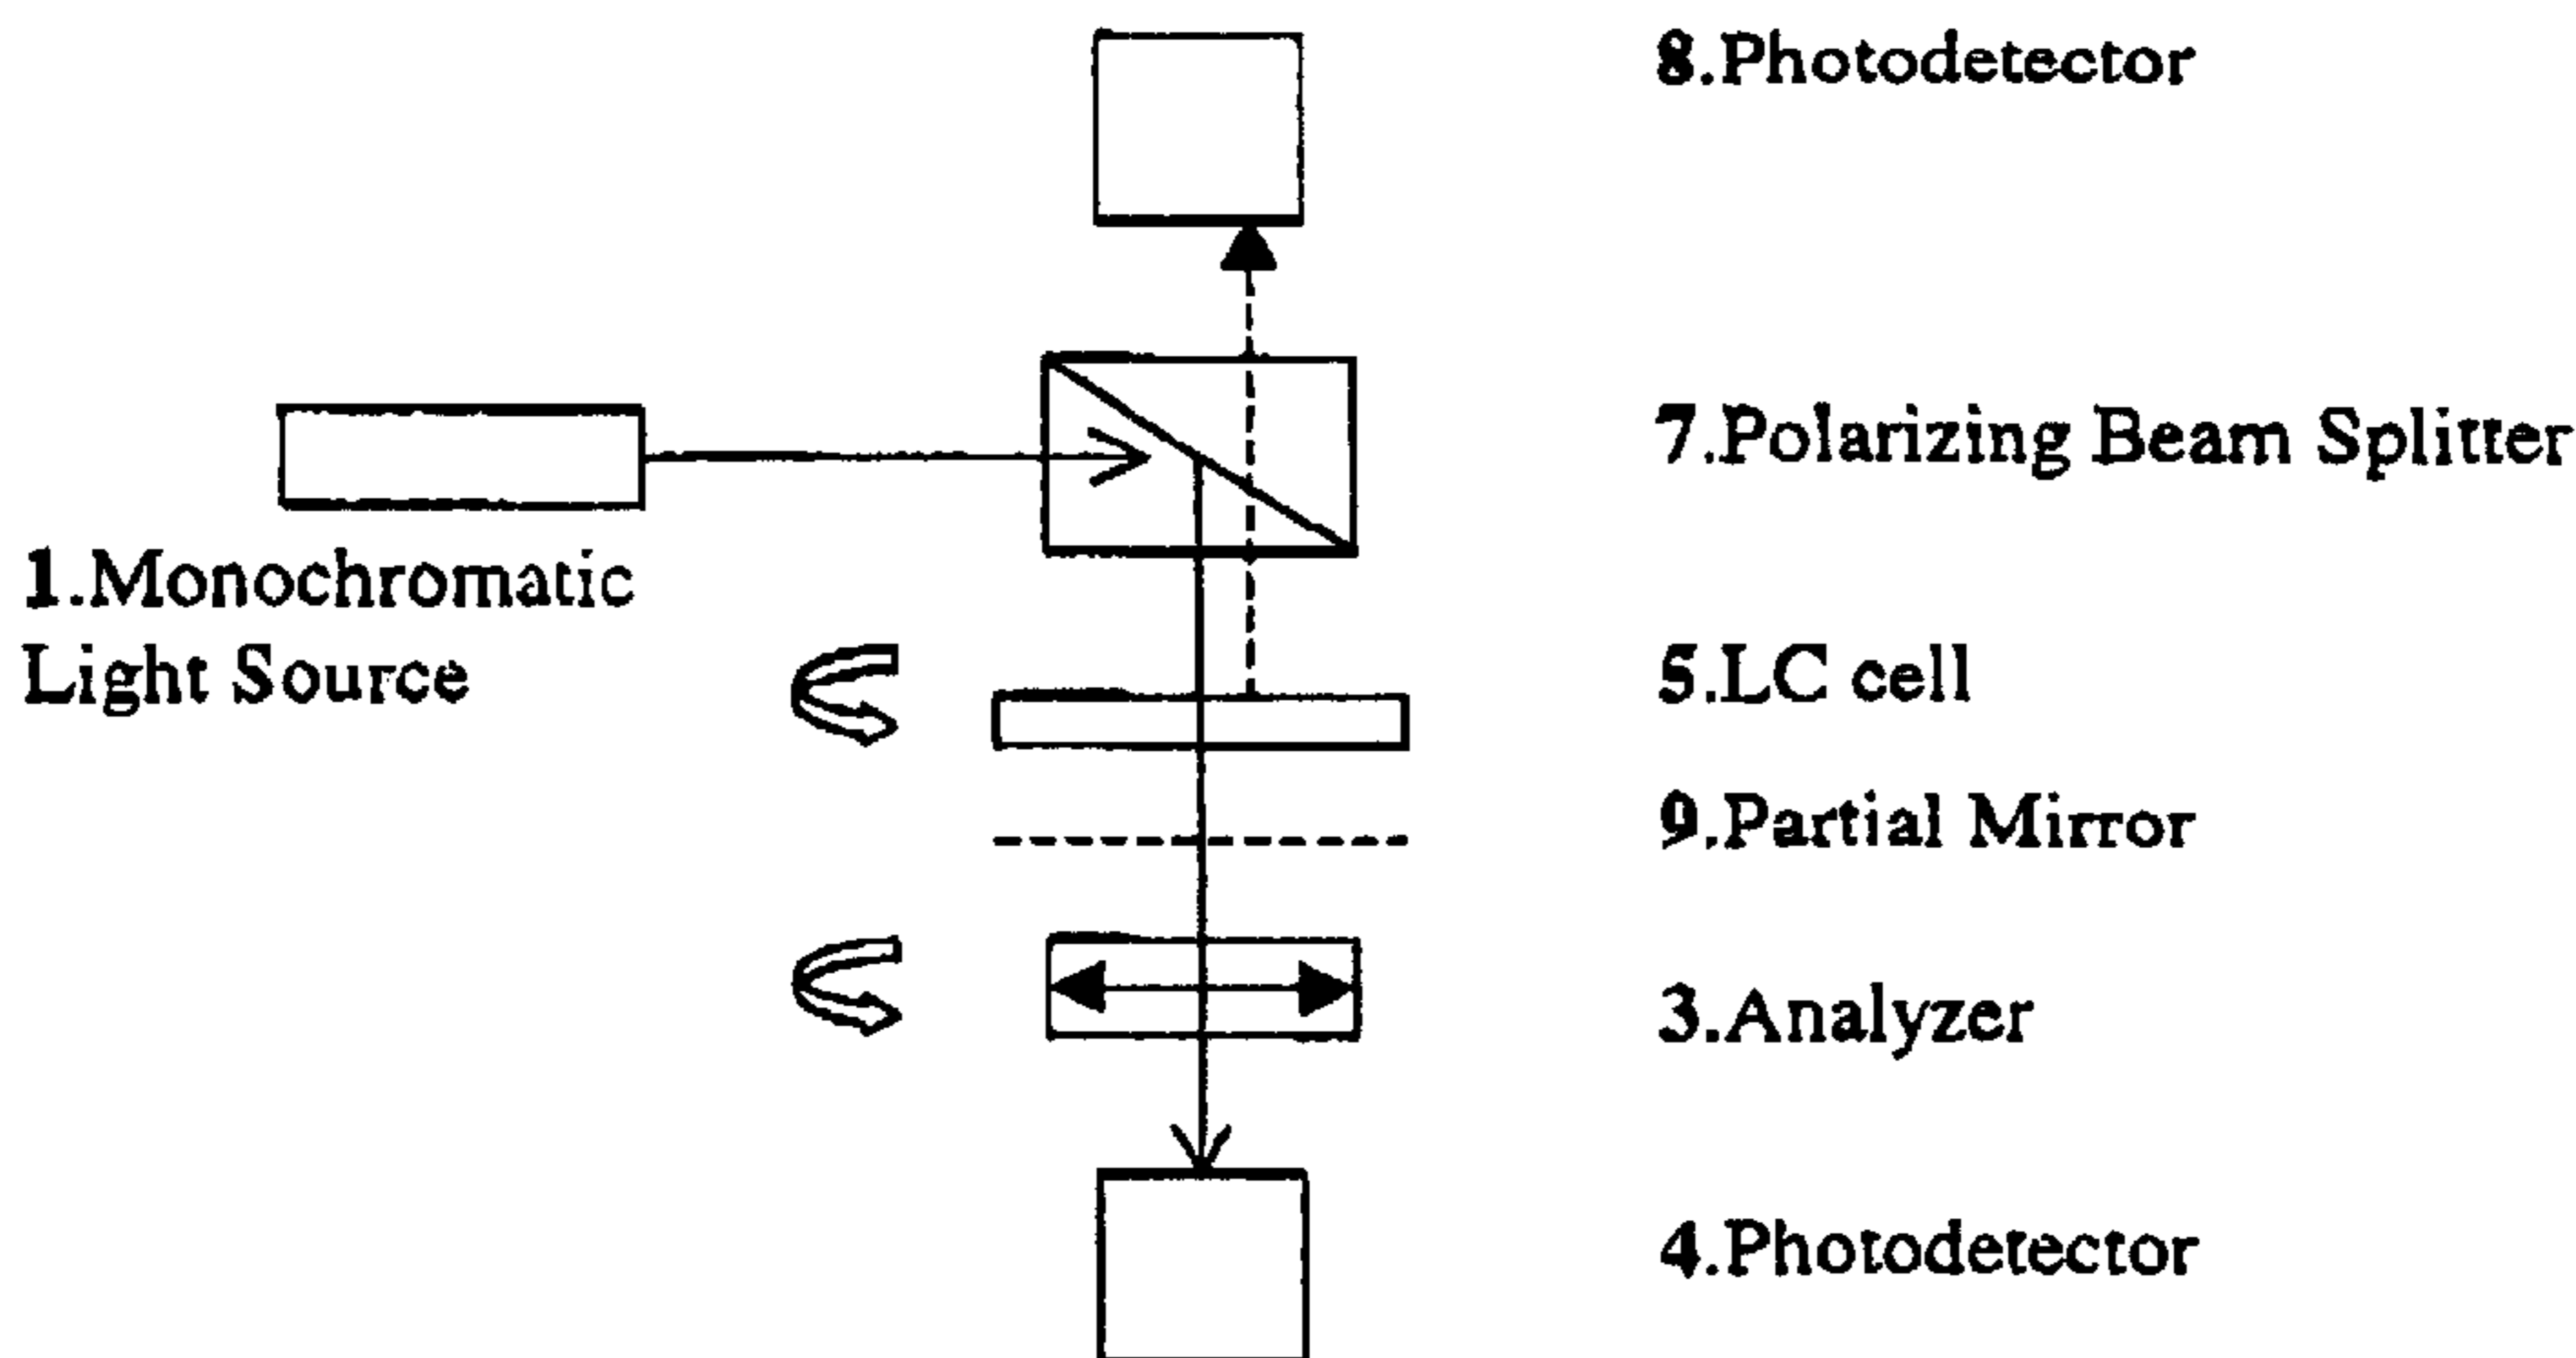 8.Photodetector
7.Polarizing Beam Splitter
1.Monochromatic
Light Source
5.LC cell
9.Partial Mirror
3.Analyzer
4.Photodetector